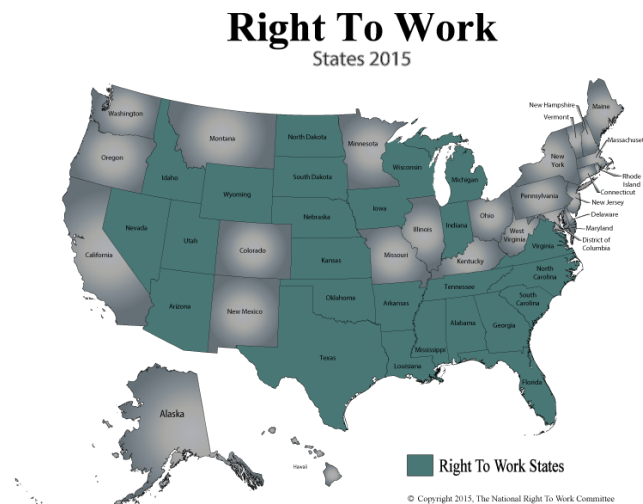 Right To Work
States 2015
Washington
Oregon
California
Nevada
Idaho
Montana
Wyoming
Utah
Arizona
Colorado
New Mexico
North Dakota
South Dakota
Nebraska
Kansas
Oklahoma
Texas
Minnesota
Iowa
Missouri
Arkansas
Louisiana
Wisconsin
Illinois
Michigan
Indiana
Ohio
Kentucky
Tennessee
Mississippi
Alabama
Georgia
Florida
South
Carolina
North
Carolina
Virginia
West
Virginia
Pennsylvania
New
York
Maine
New Hampshire
Vermont
Massachuset
Rhode
Island
Connecticut
New Jersey
Delaware
Maryland
District of
Columbia
Alaska
Hawaii
Right To Work States
© Copyright 2015, The National Right To Work Committee